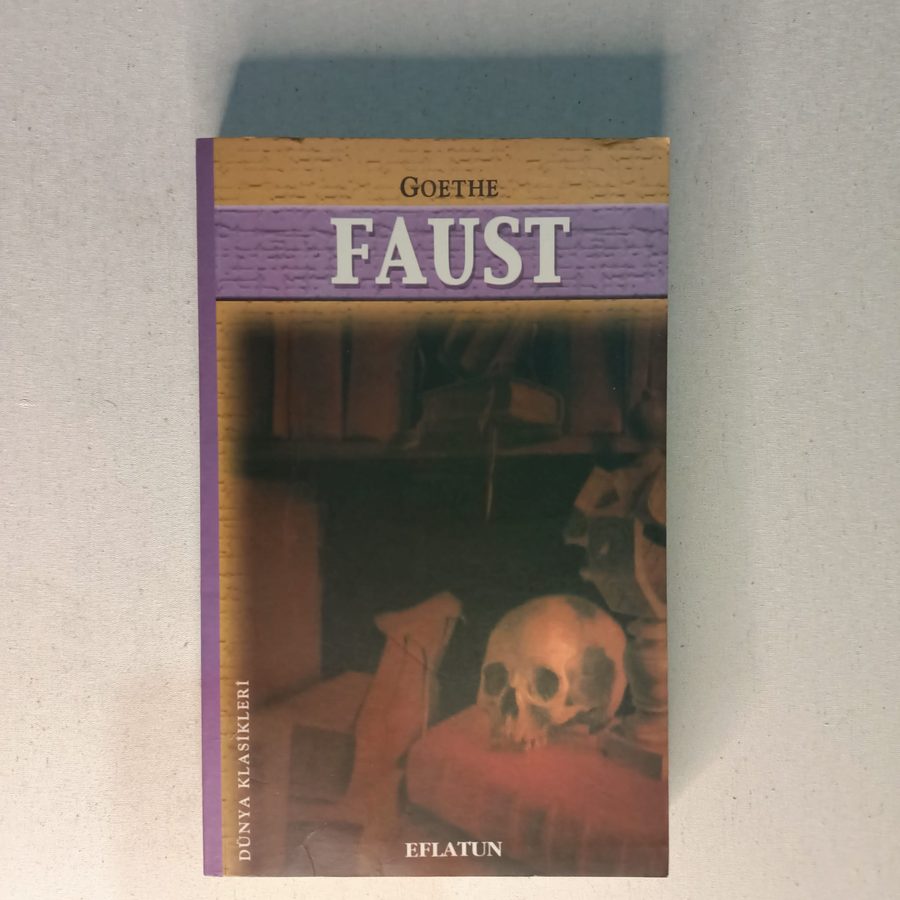 GOETHE
FAUST
DÜNYA KLASİKLERİ
EFLATUN